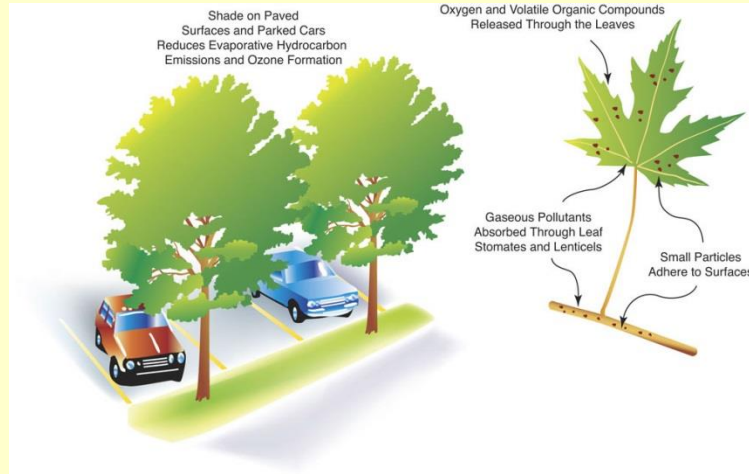 Shade on Paved
Surfaces and Parked Cars
Reduces Evaporative Hydrocarbon
Emissions and Ozone Formation
Oxygen and Volatile Organic Compounds
Released Through the Leaves
Gaseous Pollutants
Absorbed Through Leaf
Stomates and Lenticels
Small Particles
Adhere to Surfaces